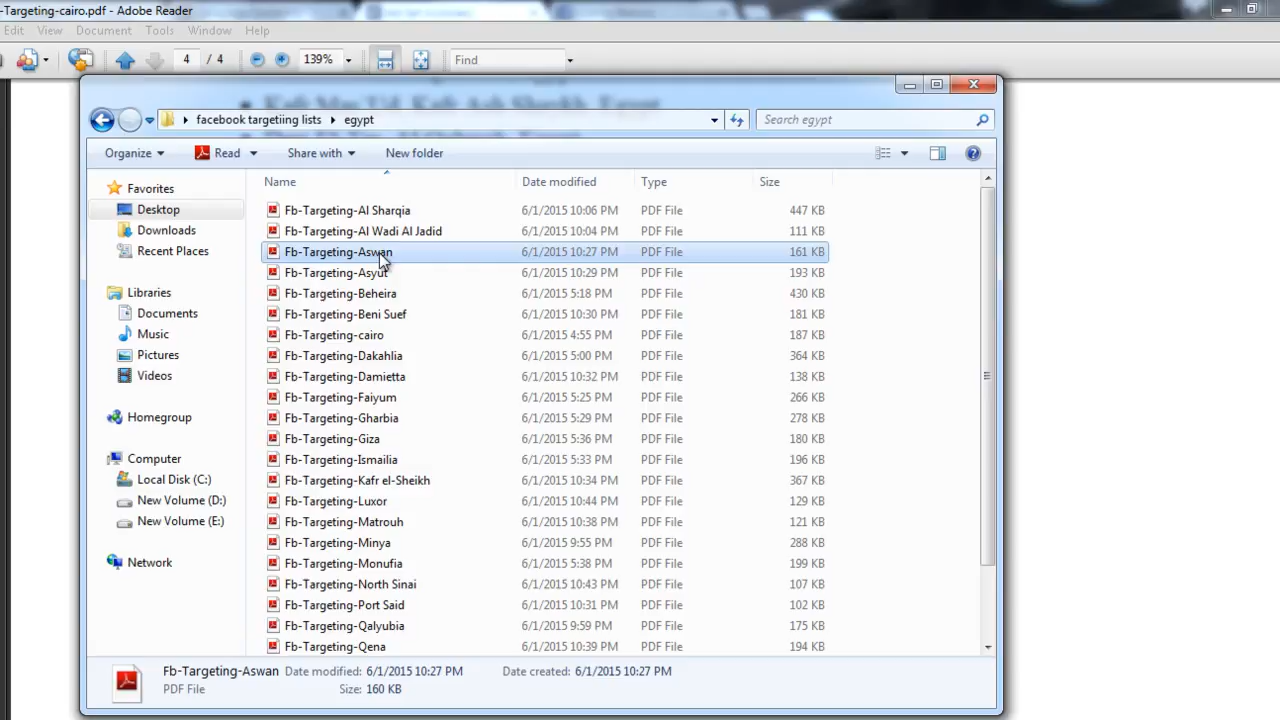 -Targeting-cairo.pdf - Adobe Reader
Edit View Document Tools Window Help
4 / 4 139% Find
Kafr Mas'Ud, Kafr Ash Shaykh, Egypt
facebook targetiing lists egypt Search egypt
Organize Read Share with New folder
Name Date modified Type Size
Favorites
Desktop
Downloads
Recent Places
Libraries
Documents
Music
Pictures
Videos
Homegroup
Computer
Local Disk (C:)
New Volume (D:)
New Volume (E:)
Network
Fb-Targeting-Al Sharqia 6/1/2015 10:06 PM PDF File 447 KB
Fb-Targeting-Al Wadi Al Jadid 6/1/2015 10:04 PM PDF File 111 KB
Fb-Targeting-Aswan 6/1/2015 10:27 PM PDF File 161 KB
Fb-Targeting-Asyut 6/1/2015 10:29 PM PDF File 193 KB
Fb-Targeting-Beheira 6/1/2015 5:18 PM PDF File 430 KB
Fb-Targeting-Beni Suef 6/1/2015 10:30 PM PDF File 181 KB
Fb-Targeting-cairo 6/1/2015 4:55 PM PDF File 187 KB
Fb-Targeting-Dakahlia 6/1/2015 5:00 PM PDF File 364 KB
Fb-Targeting-Damietta 6/1/2015 10:32 PM PDF File 138 KB
Fb-Targeting-Faiyum 6/1/2015 5:25 PM PDF File 266 KB
Fb-Targeting-Gharbia 6/1/2015 5:29 PM PDF File 278 KB
Fb-Targeting-Giza 6/1/2015 5:36 PM PDF File 180 KB
Fb-Targeting-Ismailia 6/1/2015 5:33 PM PDF File 196 KB
Fb-Targeting-Kafr el-Sheikh 6/1/2015 10:34 PM PDF File 367 KB
Fb-Targeting-Luxor 6/1/2015 10:44 PM PDF File 129 KB
Fb-Targeting-Matrouh 6/1/2015 10:38 PM PDF File 121 KB
Fb-Targeting-Minya 6/1/2015 9:55 PM PDF File 288 KB
Fb-Targeting-Monufia 6/1/2015 5:38 PM PDF File 199 KB
Fb-Targeting-North Sinai 6/1/2015 10:43 PM PDF File 107 KB
Fb-Targeting-Port Said 6/1/2015 10:31 PM PDF File 102 KB
Fb-Targeting-Qalyubia 6/1/2015 9:59 PM PDF File 175 KB
Fb-Targeting-Qena 6/1/2015 10:39 PM PDF File 194 KB
Fb-Targeting-Aswan Date modified: 6/1/2015 10:27 PM Date created: 6/1/2015 10:27 PM
PDF File Size: 160 KB